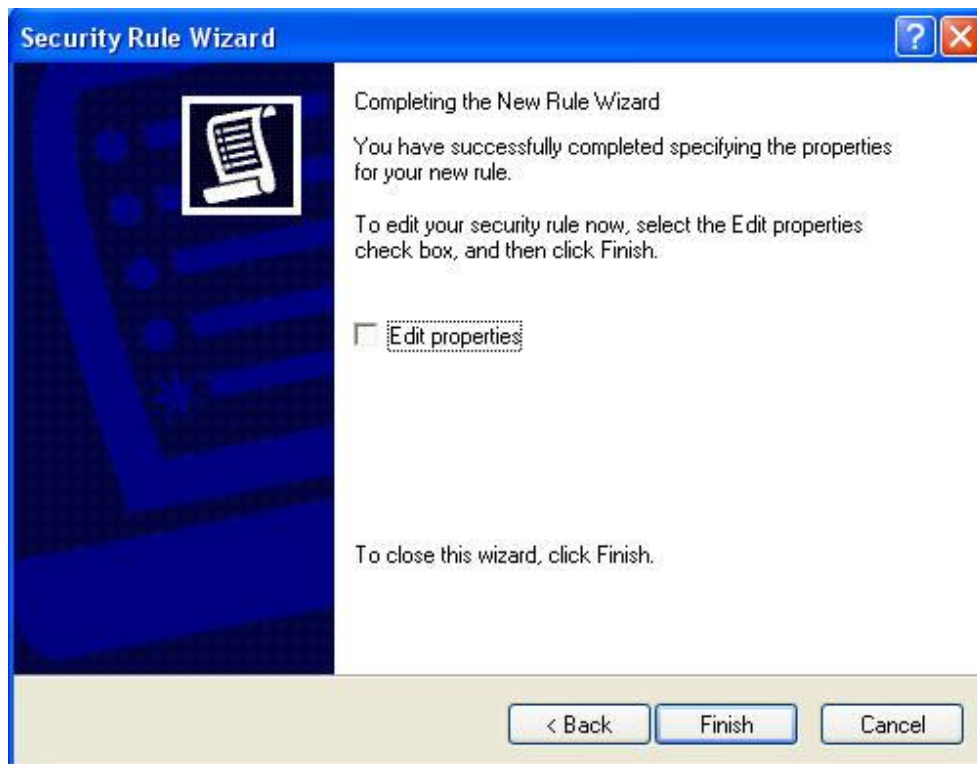 Security Rule Wizard
Completing the New Rule Wizard
You have successfully completed specifying the properties
for your new rule.
To edit your security rule now, select the Edit properties
check box, and then click Finish.
Edit properties
To close this wizard, click Finish.
< Back
Finish
Cancel